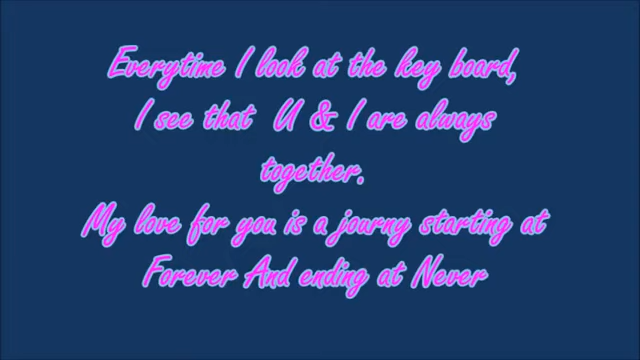 Everytime I look at the key board,
I see that U & I are always
together.
My love for you is a journy starting at
Forever And ending at Never